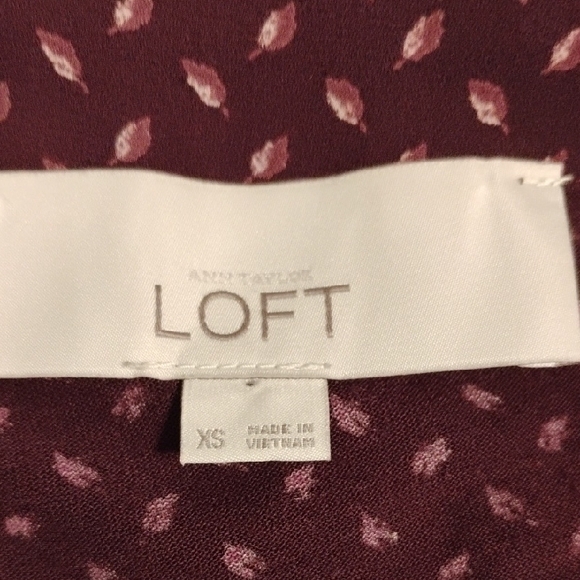 ANN TAYLOR
LOFT
XS
MADE IN
VIETNAM